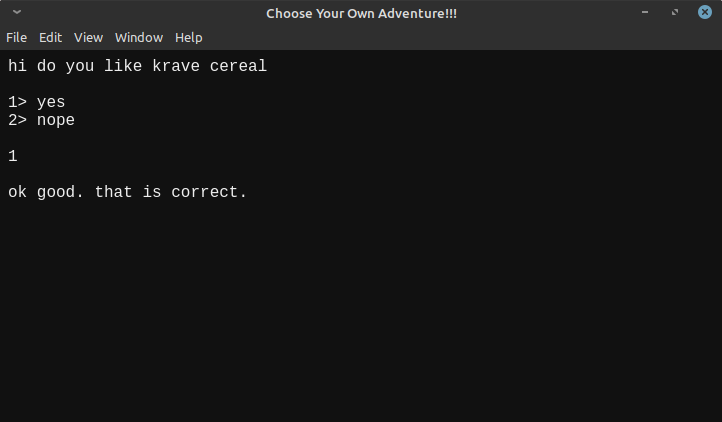 Choose Your Own Adventure!!!
File Edit View Window Help
hi do you like krave cereal
1> yes
2> nope
1
ok good. that is correct.